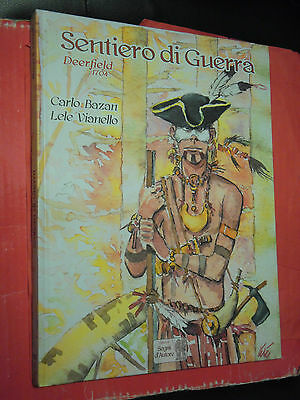 Sentiero di Guerra
Deerfield
1704
Carlo Bazan
Lele Vianello
Segni
d'Autore